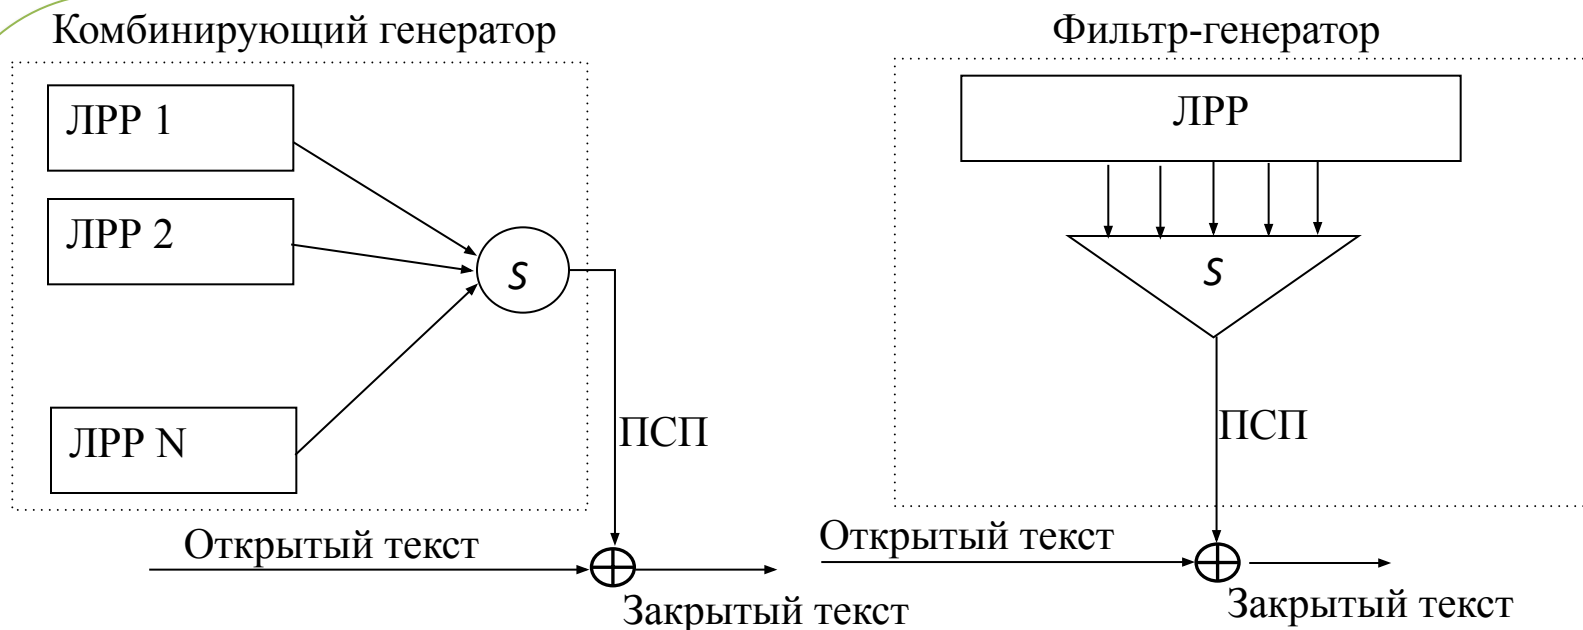 Комбинирующий генератор
ЛРР 1
ЛРР 2
ЛРР N
S
ПСП
Открытый текст
Закрытый текст
Фильтр-генератор
ЛРР
S
ПСП
Открытый текст
Закрытый текст